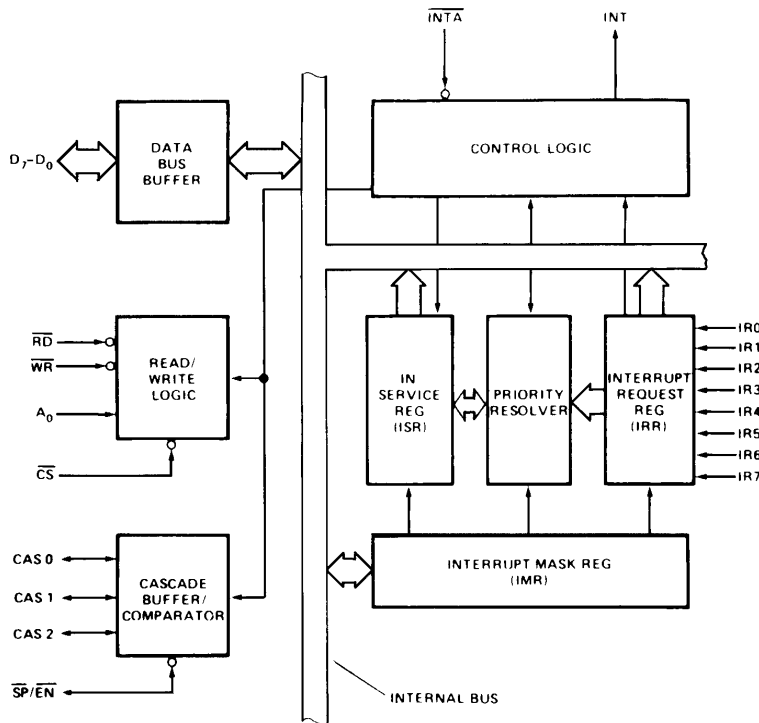 INTA INT
DATA
BUS
BUFFER
D₇-D₀
CONTROL LOGIC
RD
WR
A₀
CS
READ/
WRITE
LOGIC
IN
SERVICE
REG
(ISR)
PRIORITY
RESOLVER
INTERRUPT
REQUEST
REG
(IRR)
IR0
IR1
IR2
IR3
IR4
IR5
IR6
IR7
CAS 0
CAS 1
CAS 2
SP/EN
CASCADE
BUFFER/
COMPARATOR
INTERRUPT MASK REG
(IMR)
INTERNAL BUS